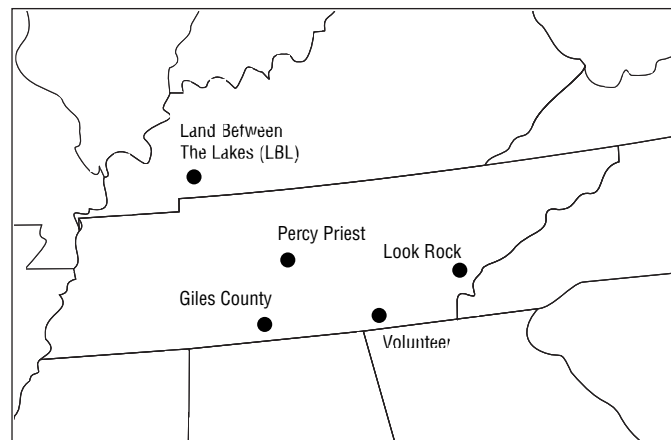 Land Between
The Lakes (LBL)
Percy Priest
Look Rock
Giles County
Volunteer